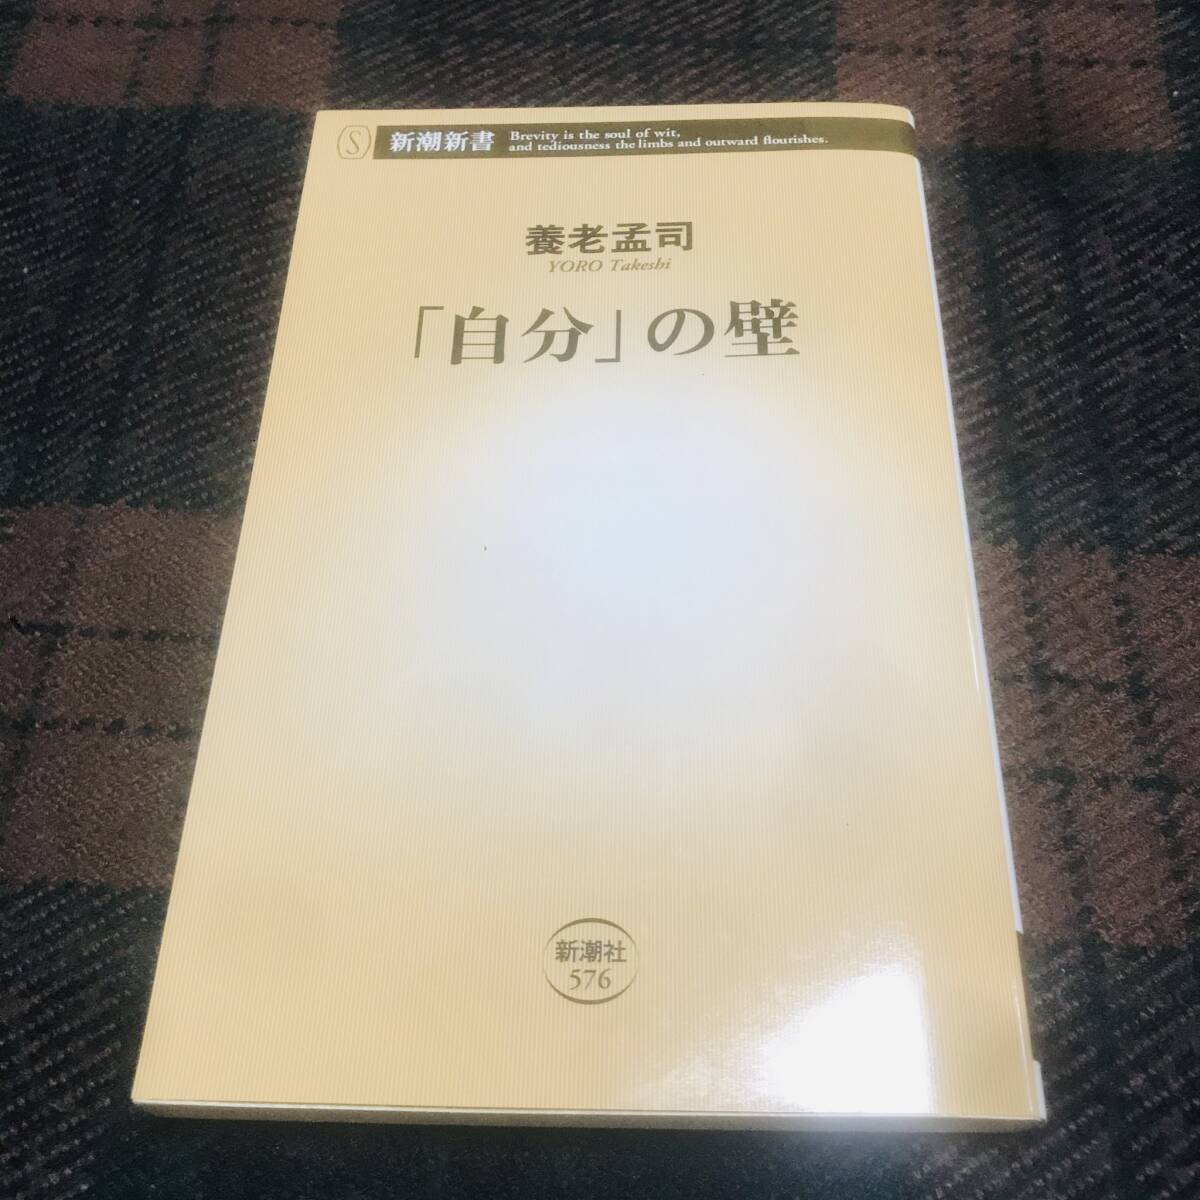 S
新潮新書
Brevity is the soul of wit,
and tediousness the limbs and outward flourishes.
養老孟司
YORO Takeshi
「自分」の壁
新潮社
576